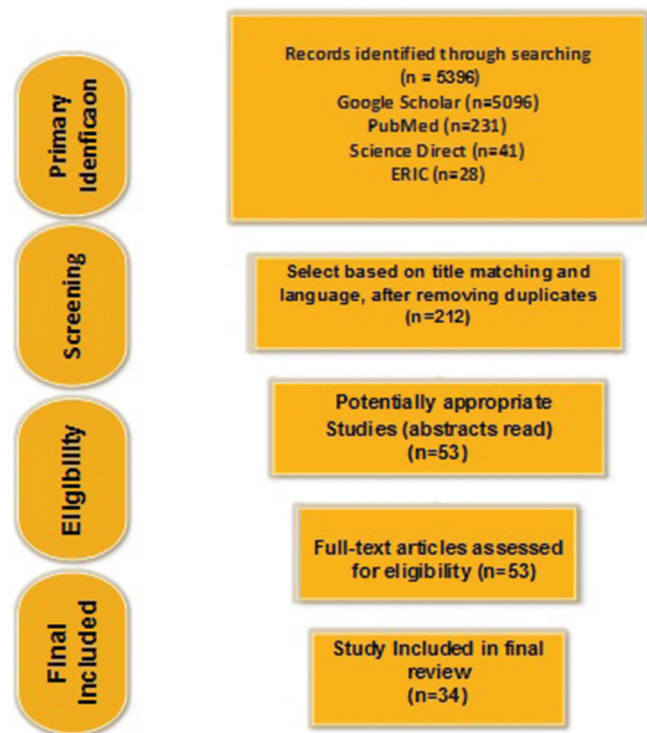 Primary
Idenficaon
Records identified through searching
(n = 5396)
Google Scholar (n=5096)
PubMed (n=231)
Science Direct (n=41)
ERIC (n=28)
Screening
Select based on title matching and
language, after removing duplicates
(n=212)
Eligibility
Potentially appropriate
Studies (abstracts read)
(n=53)
Full-text articles assessed
for eligibility (n=53)
Final
Included
Study Included in final
review
(n=34)